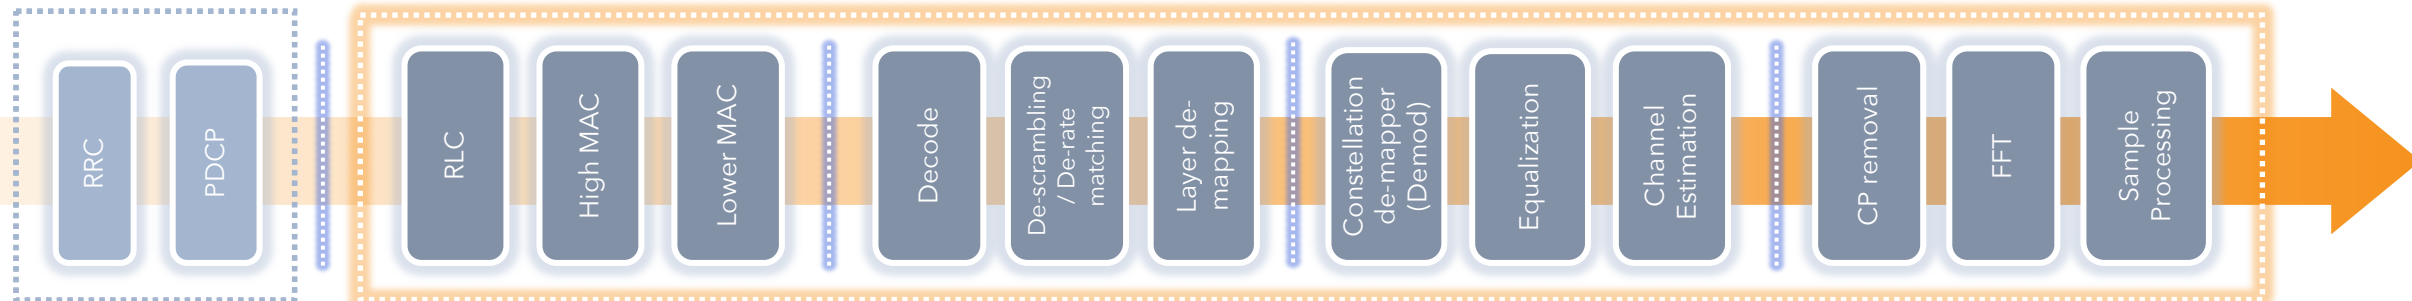 RRC
PDCP
RLC
High MAC
Lower MAC
Decode
De-scrambling
/ De-rate
matching
Layer de-
mapping
Constellation
de-mapper
(Demod)
Equalization
Channel
Estimation
CP removal
FFT
Sample
Processing